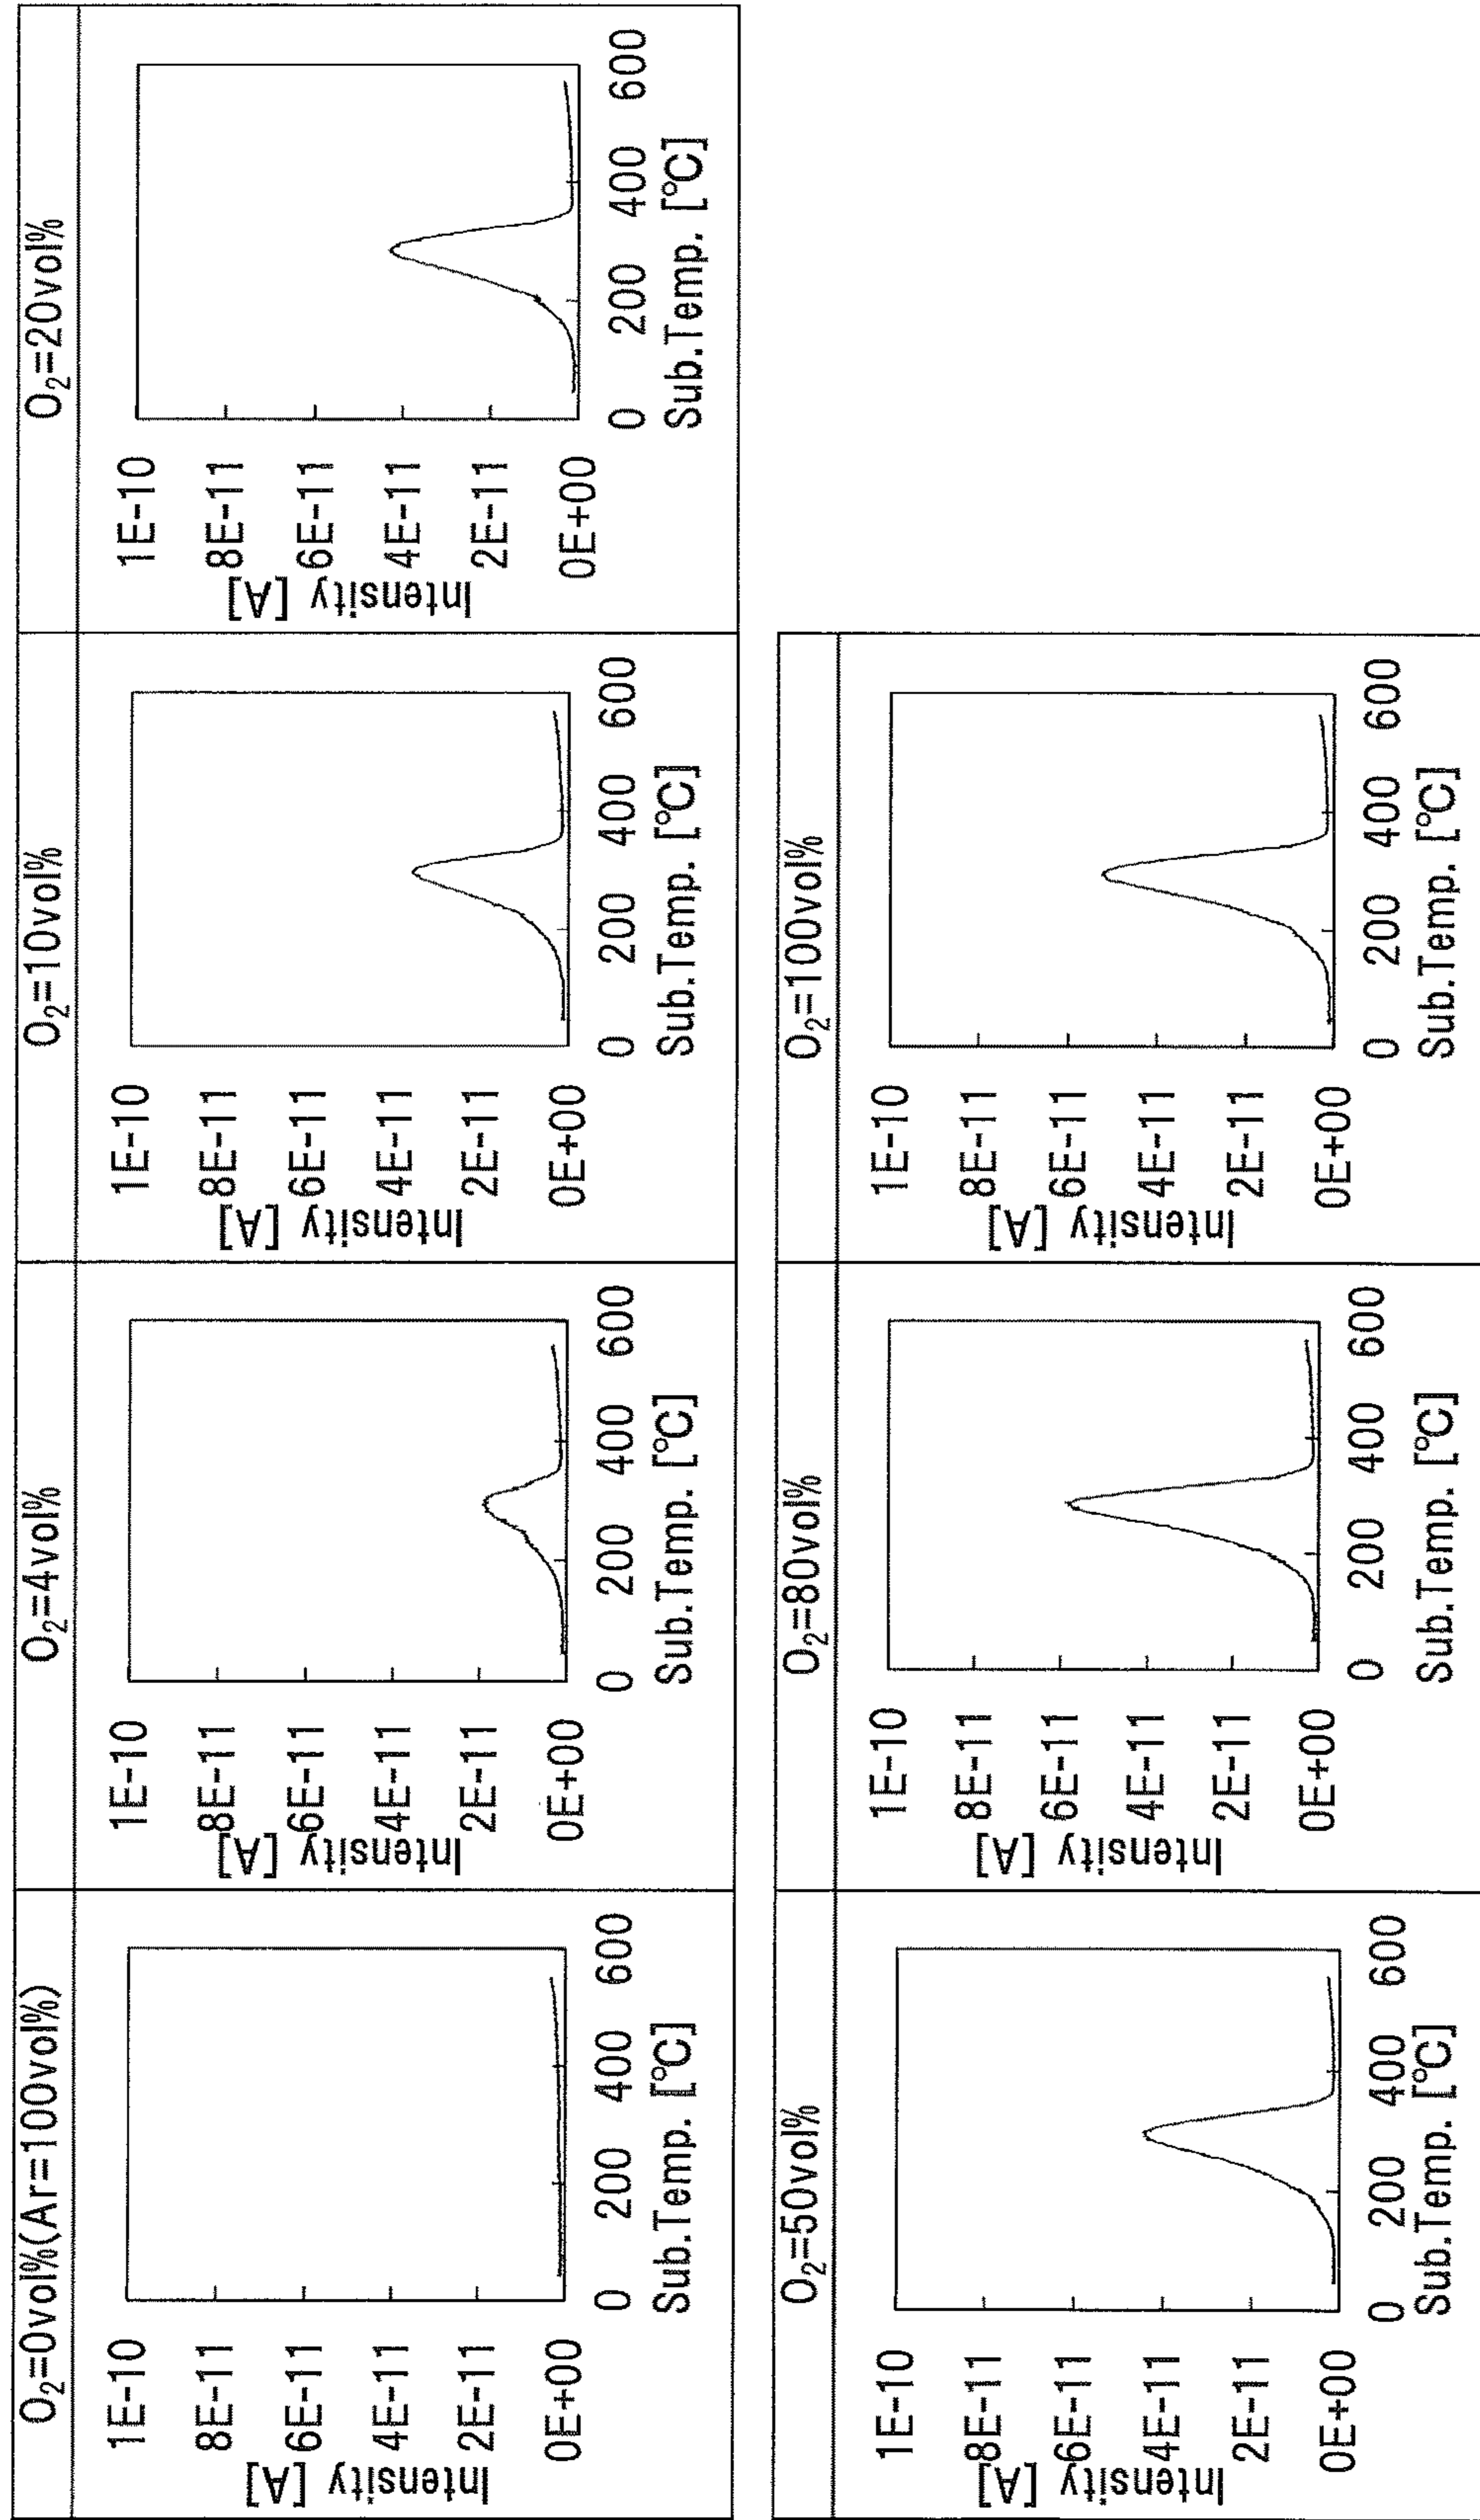 O2=0vol%(Ar=100vol%)
Intensity [A]
1E-10
8E-11
6E-11
4E-11
2E-11
0E+00
0 200 400 600
Sub.Temp. [℃]
O2=4vol%
Intensity [A]
1E-10
8E-11
6E-11
4E-11
2E-11
0E+00
0 200 400 600
Sub.Temp. [℃]
O2=10vol%
Intensity [A]
1E-10
8E-11
6E-11
4E-11
2E-11
0E+00
0 200 400 600
Sub.Temp. [℃]
O2=20vol%
Intensity [A]
1E-10
8E-11
6E-11
4E-11
2E-11
0E+00
0 200 400 600
Sub.Temp. [℃]
O2=50vol%
Intensity [A]
1E-10
8E-11
6E-11
4E-11
2E-11
0E+00
0 200 400 600
Sub.Temp. [℃]
O2=80vol%
Intensity [A]
1E-10
8E-11
6E-11
4E-11
2E-11
0E+00
0 200 400 600
Sub.Temp. [℃]
O2=100vol%
Intensity [A]
1E-10
8E-11
6E-11
4E-11
2E-11
0E+00
0 200 400 600
Sub.Temp. [℃]